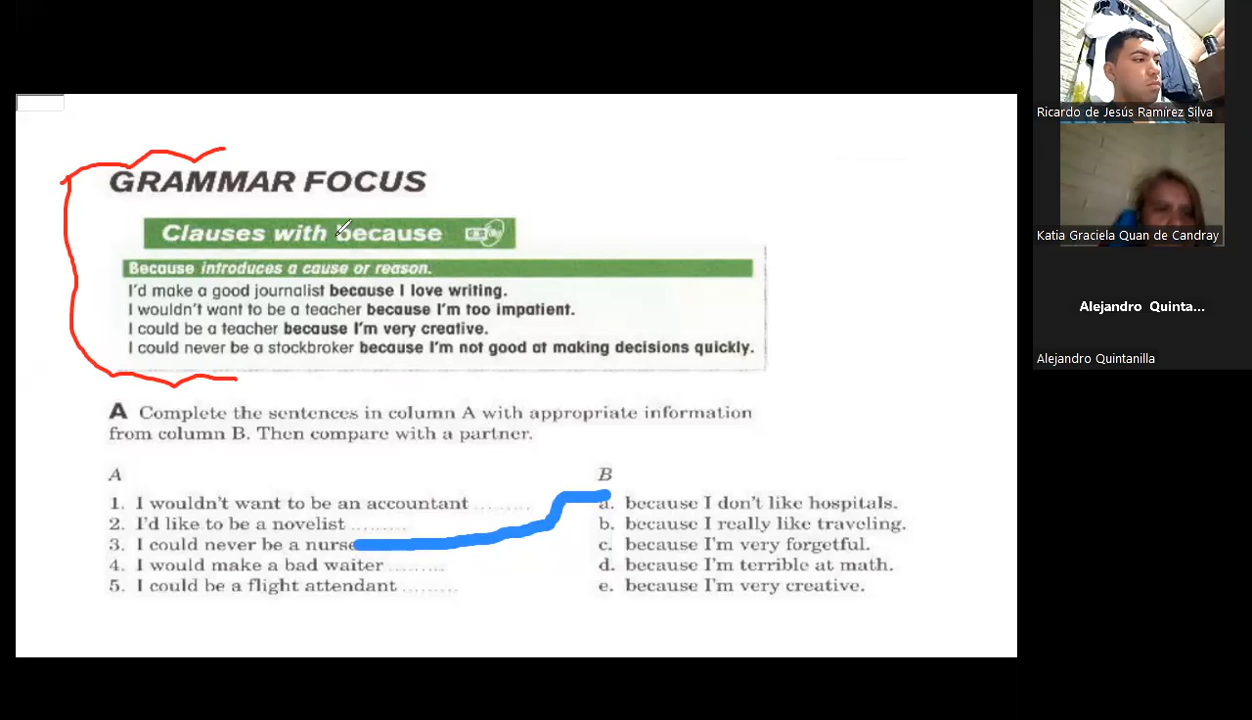 GRAMMAR FOCUS
Clauses with because
Because introduces a cause or reason.
I'd make a good journalist because I love writing.
I wouldn't want to be a teacher because I'm too impatient.
I could be a teacher because I'm very creative.
I could never be a stockbroker because I'm not good at making decisions quickly.
A Complete the sentences in column A with appropriate information
from column B. Then compare with a partner.
A
1. I wouldn't want to be an accountant ..........
2. I'd like to be a novelist ..........
3. I could never be a nurse
4. I would make a bad waiter ..........
5. I could be a flight attendant ..........
B
a. because I don't like hospitals.
b. because I really like traveling.
c. because I'm very forgetful.
d. because I'm terrible at math.
e. because I'm very creative.
Ricardo de Jesús Ramírez Silva
Katia Graciela Quan de Candray
Alejandro Quinta...
Alejandro Quintanilla